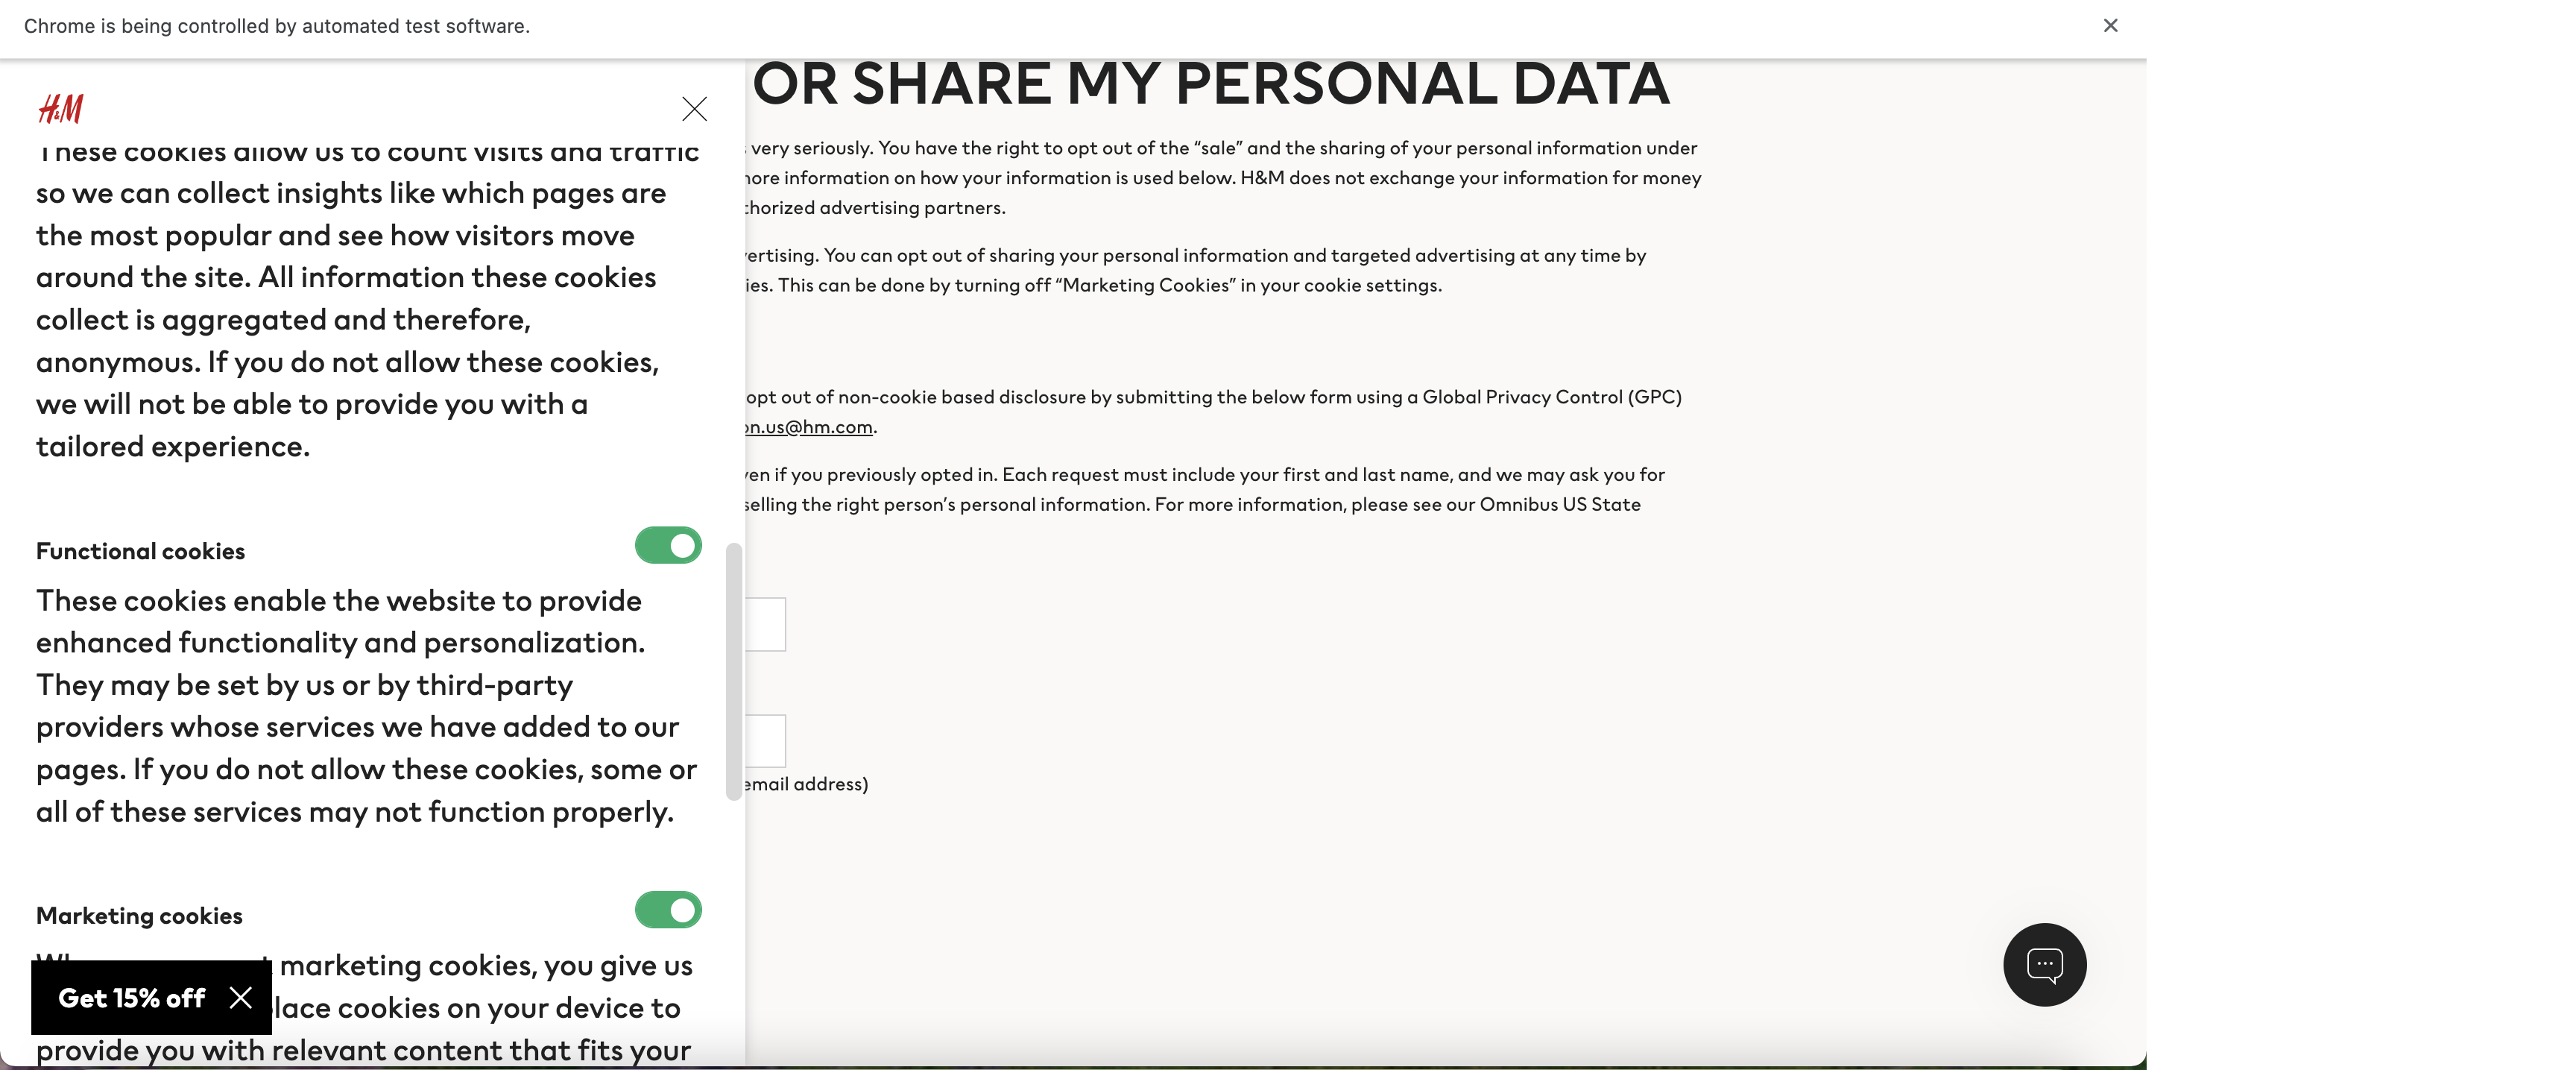 Chrome is being controlled by automated test software.
H&M
These cookies allow us to count visits and traffic
so we can collect insights like which pages are
the most popular and see how visitors move
around the site. All information these cookies
collect is aggregated and therefore,
anonymous. If you do not allow these cookies,
we will not be able to provide you with a
tailored experience.
Functional cookies
These cookies enable the website to provide
enhanced functionality and personalization.
They may be set by us or by third-party
providers whose services we have added to our
pages. If you do not allow these cookies, some or
all of these services may not function properly.
Marketing cookies
marketing cookies, you give us
lace cookies on your device to
provide you with relevant content that fits your
Get 15% off
OR SHARE MY PERSONAL DATA
very seriously. You have the right to opt out of the “sale” and the sharing of your personal information under
ore information on how your information is used below. H&M does not exchange your information for money
thorized advertising partners.
ertising. You can opt out of sharing your personal information and targeted advertising at any time by
ies. This can be done by turning off “Marketing Cookies” in your cookie settings.
opt out of non-cookie based disclosure by submitting the below form using a Global Privacy Control (GPC)
on.us@hm.com.
en if you previously opted in. Each request must include your first and last name, and we may ask you for
selling the right person’s personal information. For more information, please see our Omnibus US State
email address)